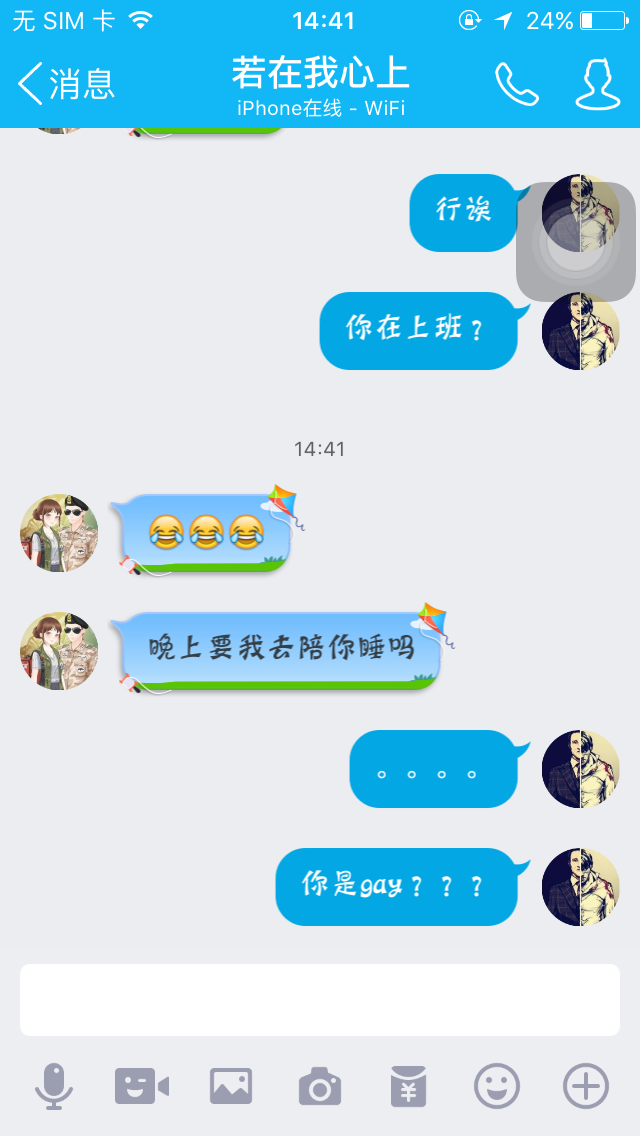 无 SIM 卡
14:41
24%
消息
若在我心上
iPhone在线 - WiFi
行诶
你在上班？
14:41
😂😂😂
晚上要我去陪你睡吗
。。。。
你是gay？？？
¥